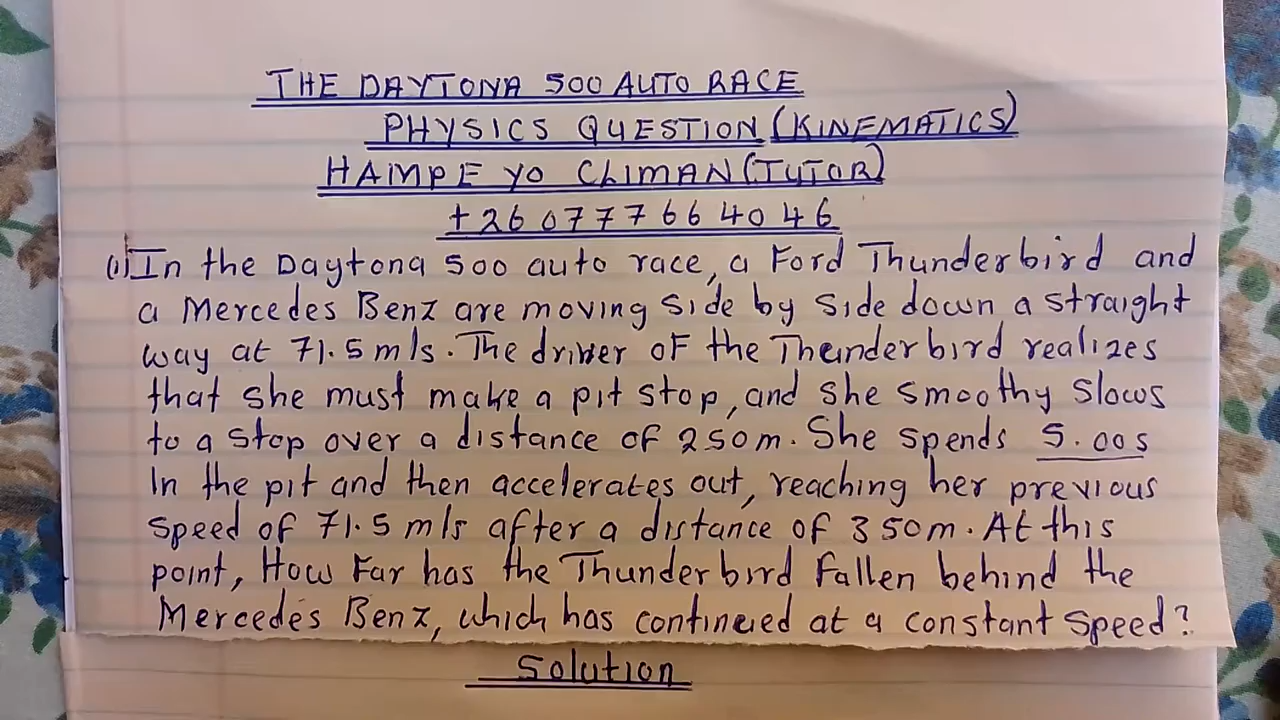 THE DAYTONA 500 AUTO RACE
PHYSICS QUESTION (KINEMATICS)
HAMPE YO CLIMAN (TUTOR)
+260777664046
(1) In the Daytona 500 auto race, a Ford Thunderbird and
a Mercedes Benz are moving side by side down a straight
way at 71.5 m/s. The driver of the Thunderbird realizes
that she must make a pit stop, and she smoothy slows
to a stop over a distance of 250m. She spends 5.00s
In the pit and then accelerates out, reaching her previous
speed of 71.5 m/s after a distance of 350m. At this
point, How Far has the Thunderbird fallen behind the
Mercedes Benz, which has continued at a constant speed?
Solution